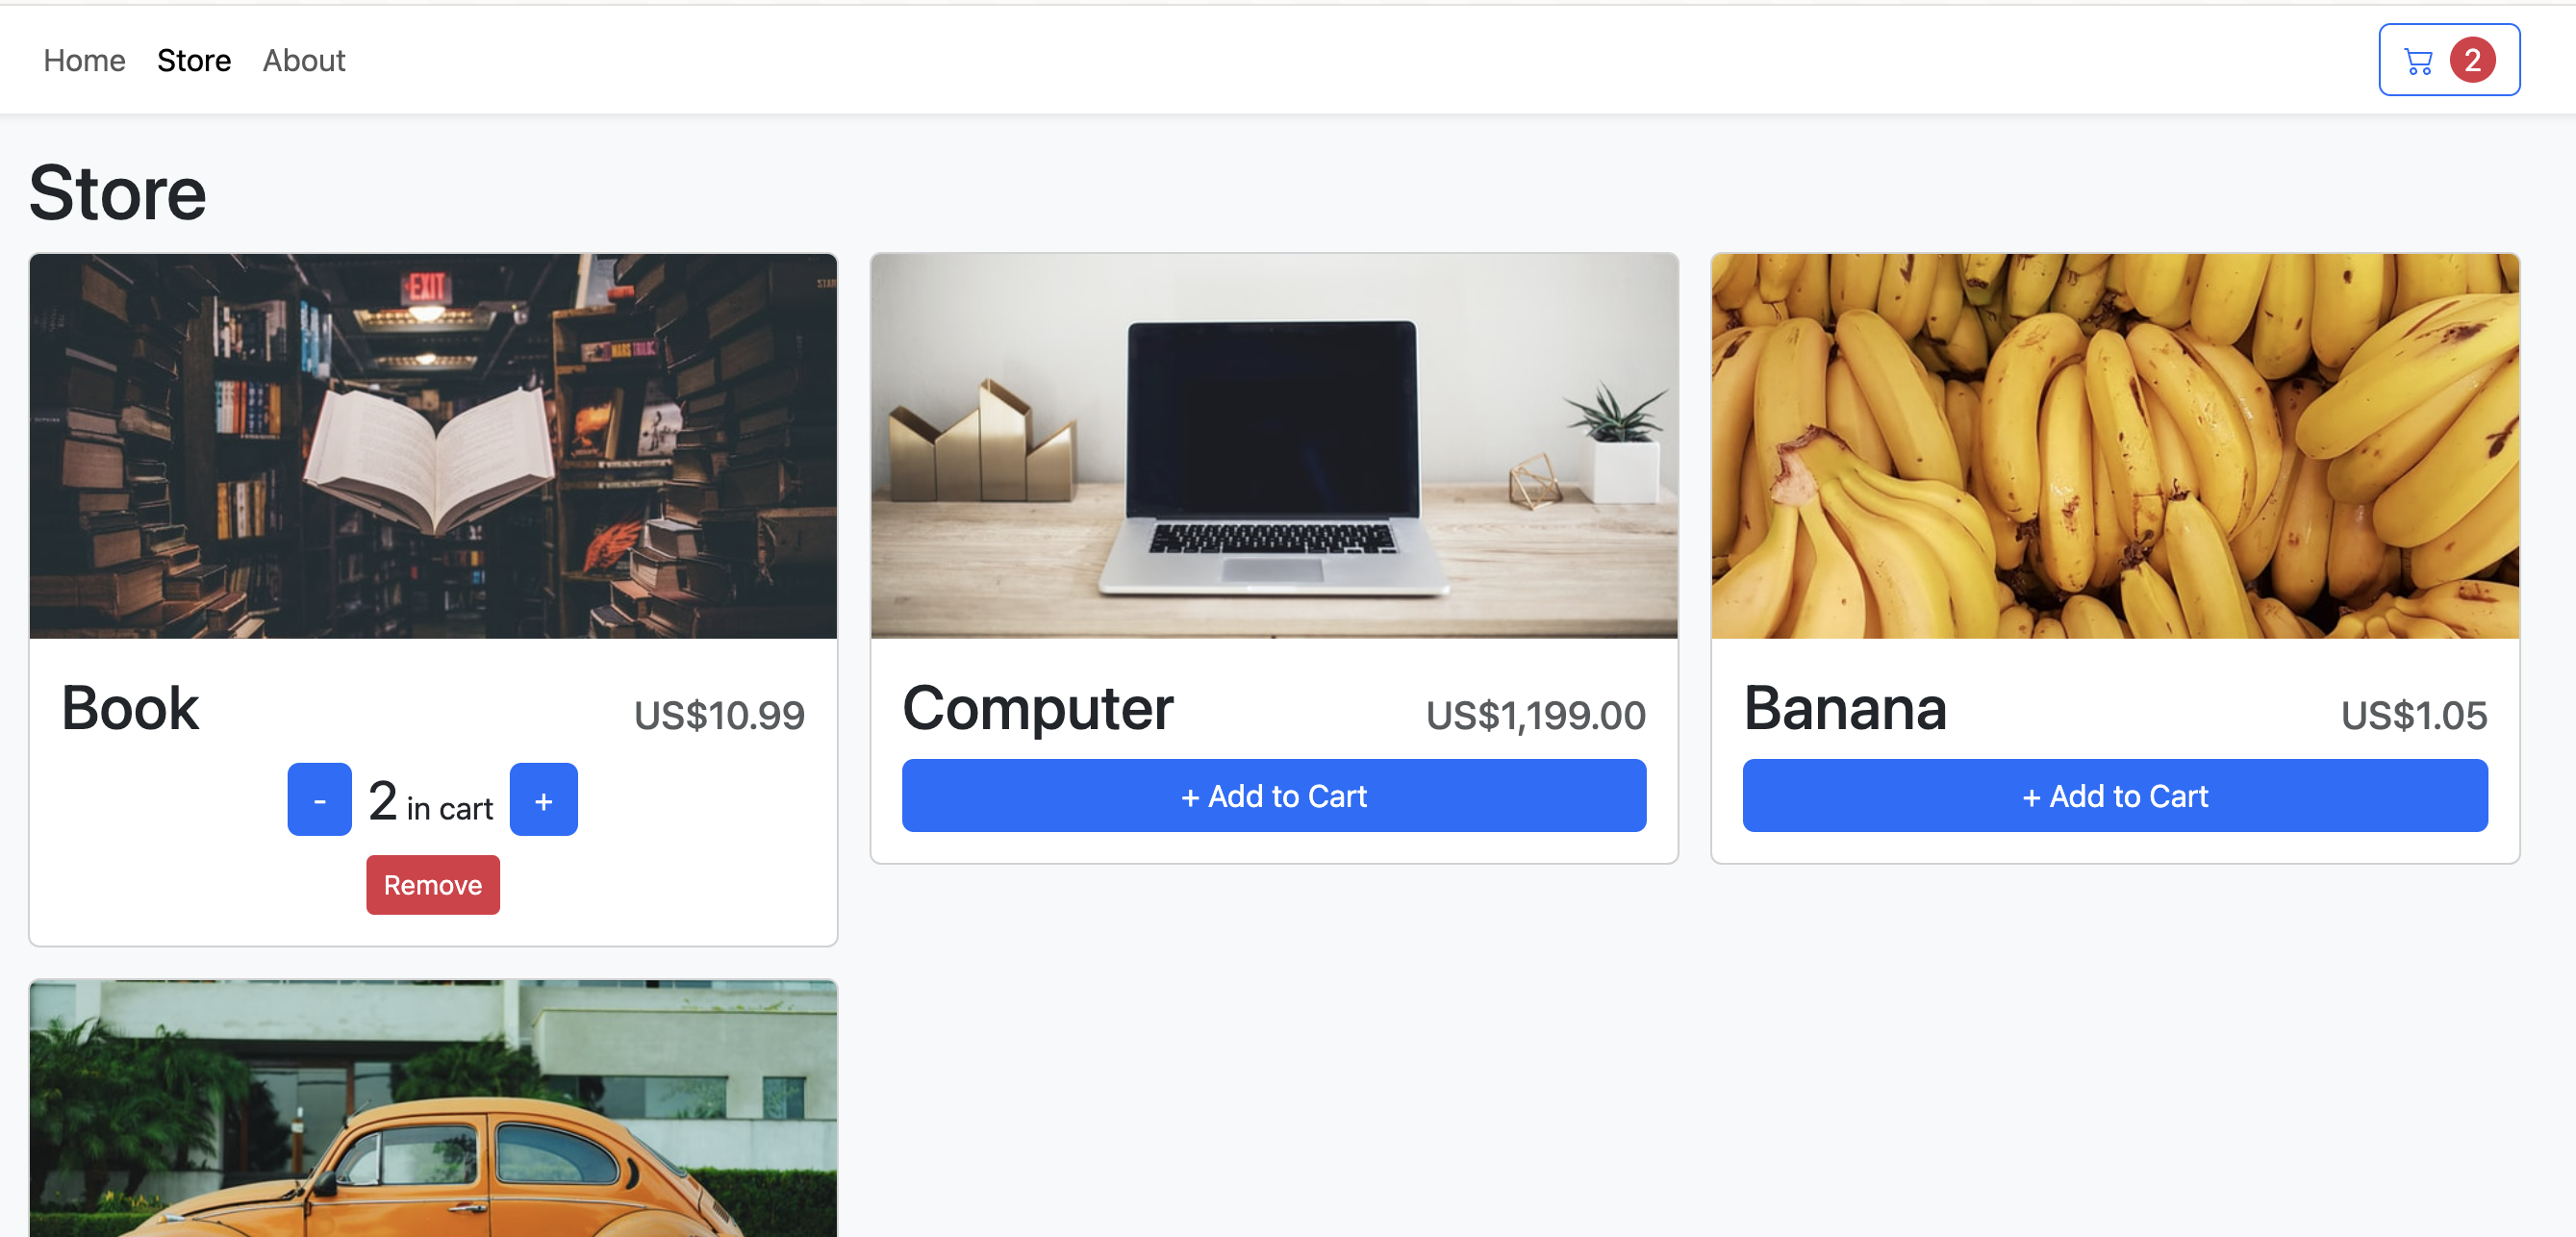 Home Store About 2
Store
EXIT
MARS
Book US$10.99
Computer US$1,199.00
Banana US$1.05
- 2 in cart +
+ Add to Cart
+ Add to Cart
Remove